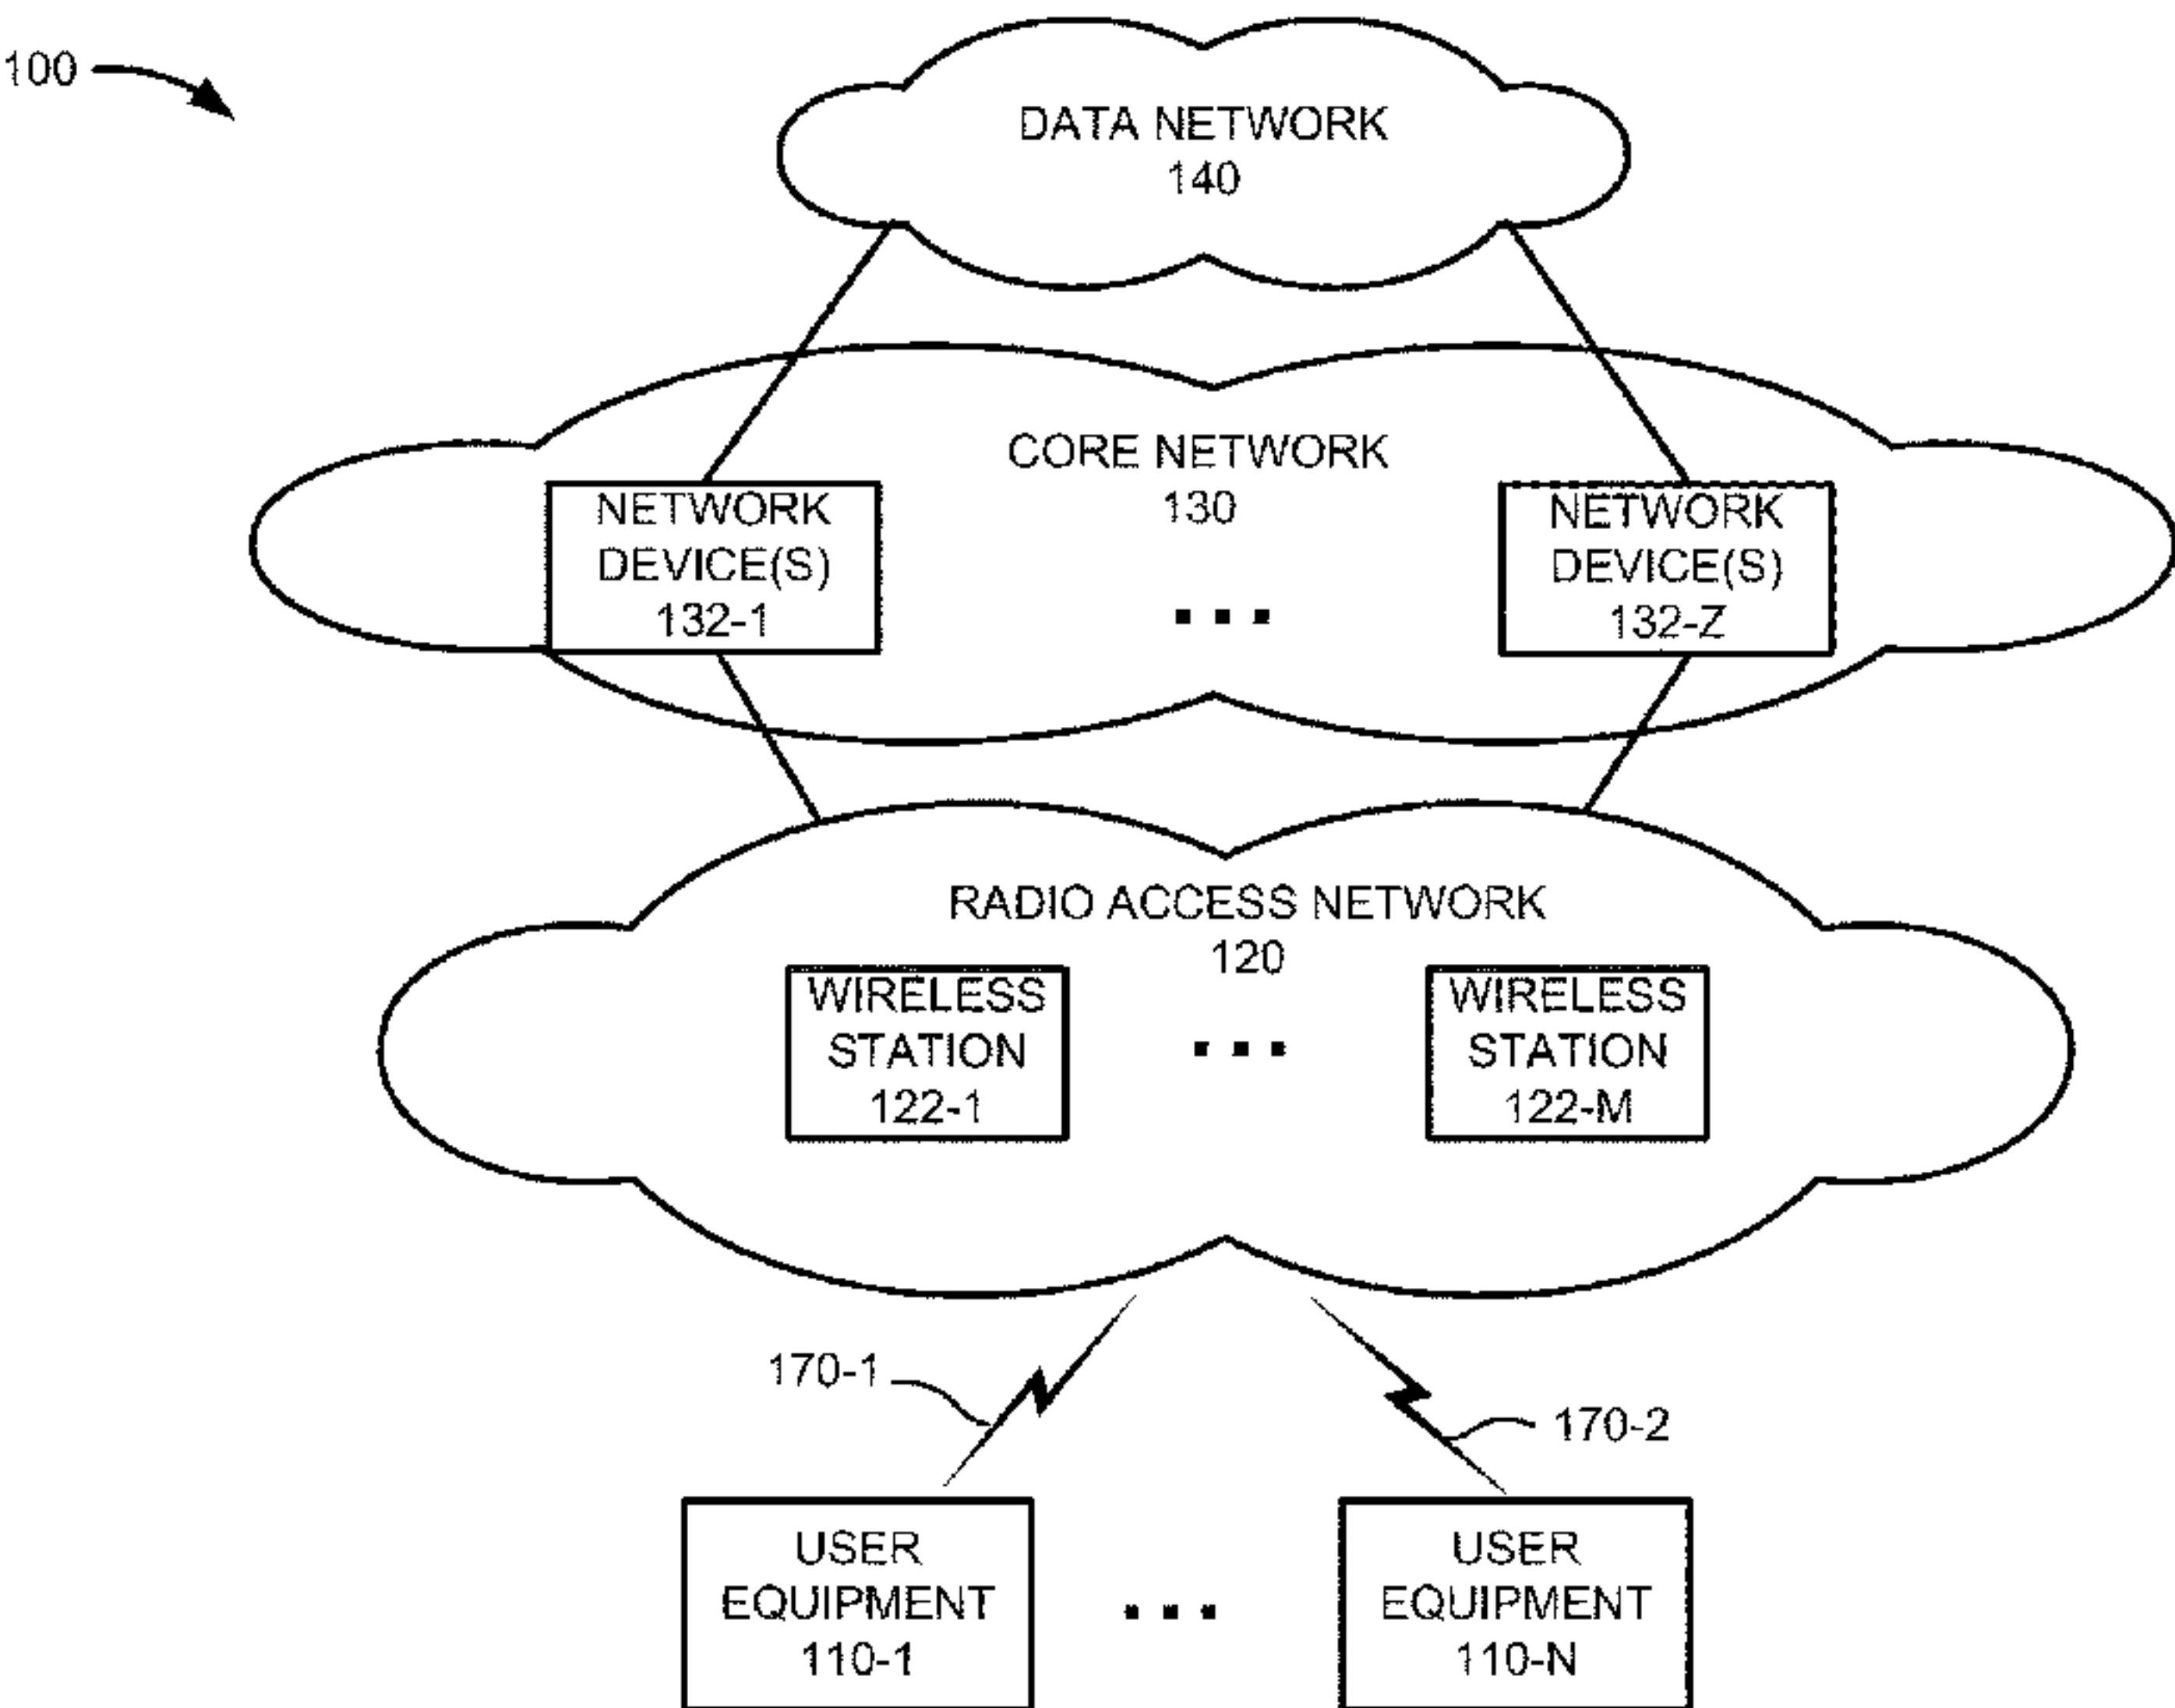 100
DATA NETWORK
140
CORE NETWORK
130
NETWORK
DEVICE(S)
132-1
NETWORK
DEVICE(S)
132-Z
RADIO ACCESS NETWORK
120
WIRELESS
STATION
122-1
WIRELESS
STATION
122-M
170-1
170-2
USER
EQUIPMENT
110-1
USER
EQUIPMENT
110-N